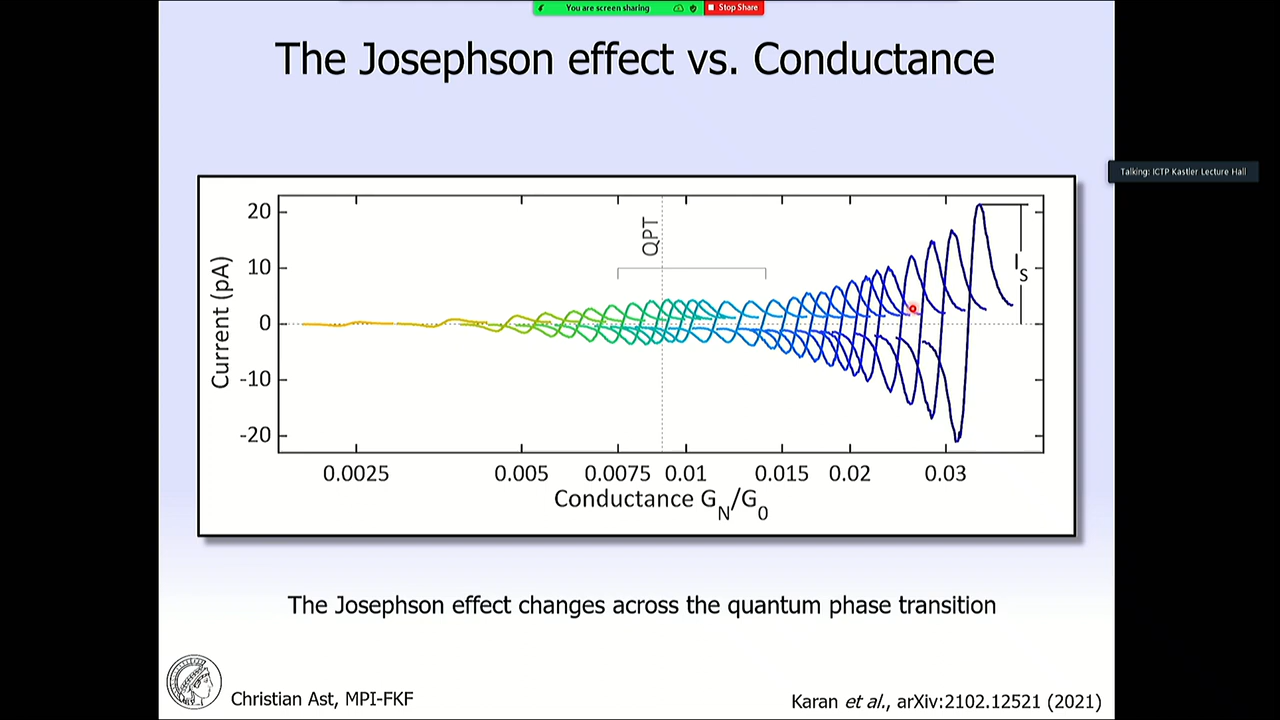 You are screen sharing
Stop Share
The Josephson effect vs. Conductance
Talking: ICTP Kastler Lecture Hall
20
10
0
-10
-20
Current (pA)
QPT
I_S
0.0025 0.005 0.0075 0.01 0.015 0.02 0.03
Conductance G_N/G_0
The Josephson effect changes across the quantum phase transition
Christian Ast, MPI-FKF
Karan et al., arXiv:2102.12521 (2021)